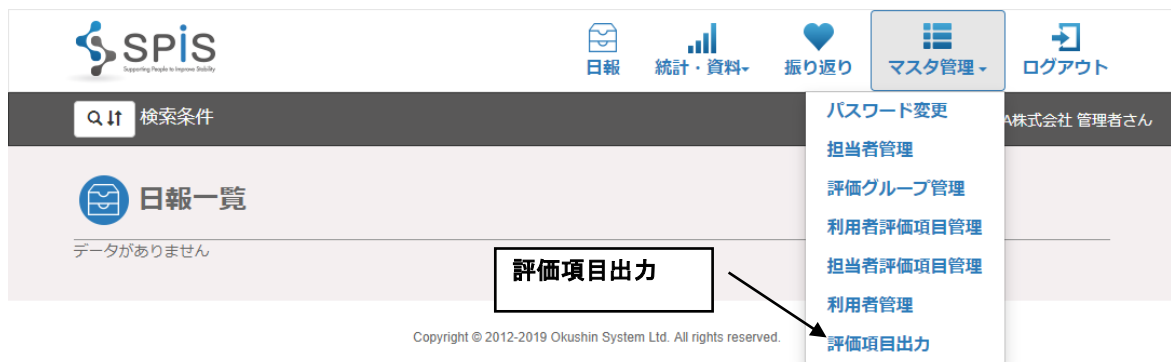 SPIS
Supporting People to Improve Stability
日報
統計・資料
振り返り
マスタ管理
ログアウト
検索条件
A株式会社 管理者さん
パスワード変更
担当者管理
評価グループ管理
利用者評価項目管理
担当者評価項目管理
利用者管理
評価項目出力
日報一覧
データがありません
評価項目出力
Copyright © 2012-2019 Okushin System Ltd. All rights reserved.